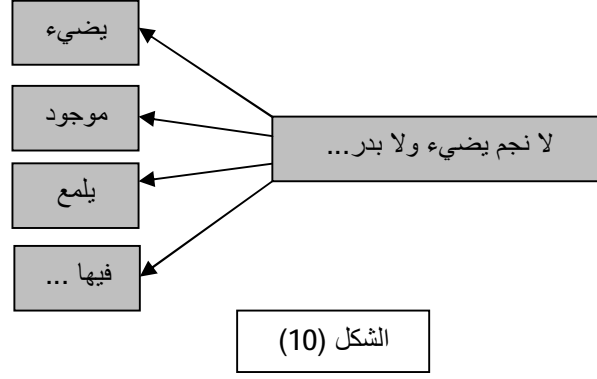 لا نجم يضيء ولا بدر...
يضيء
موجود
يلمع
فيها ...
الشكل (10)